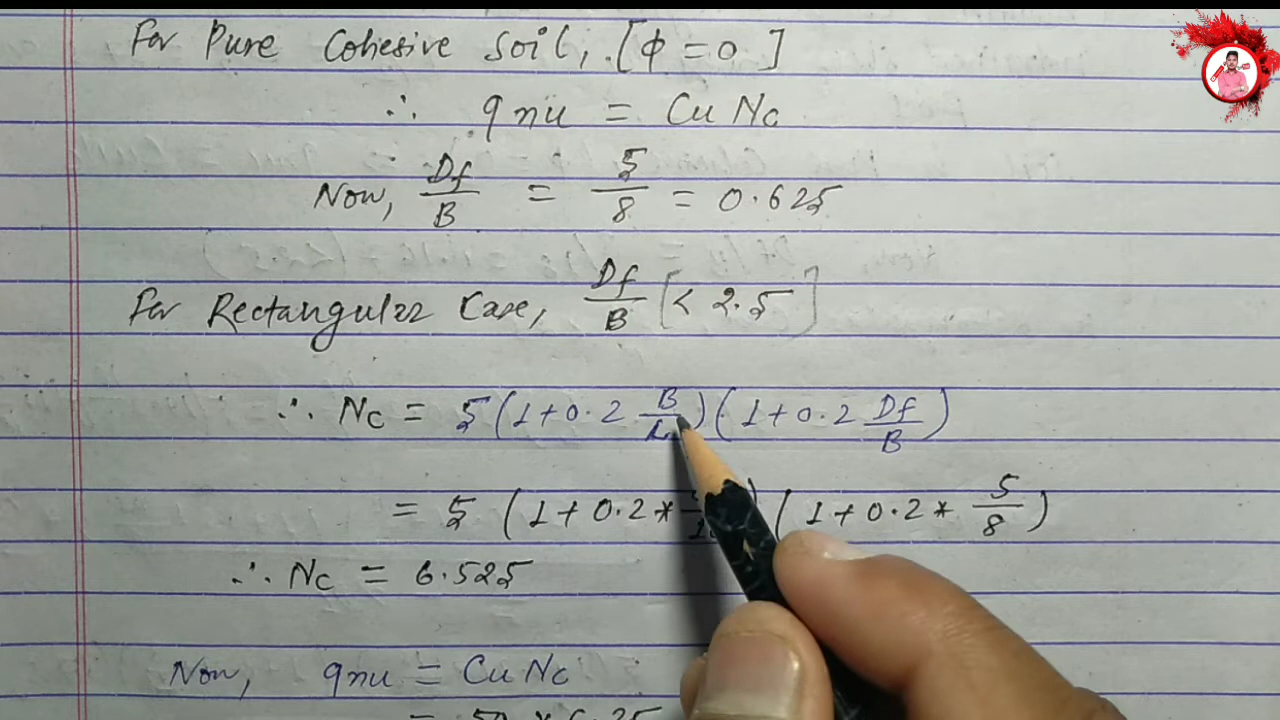 For Pure Cohesive soil, [φ = 0]
∴ qnu = Cu Nc
Now, Df/B = 5/8 = 0.625
For Rectangular Case, Df/B [< 2.5]
∴ Nc = 5(1+0.2 B/L)(1+0.2 Df/B)
= 5 (1+0.2* ) (1+0.2* 5/8)
∴ Nc = 6.525
Now, qnu = Cu Nc